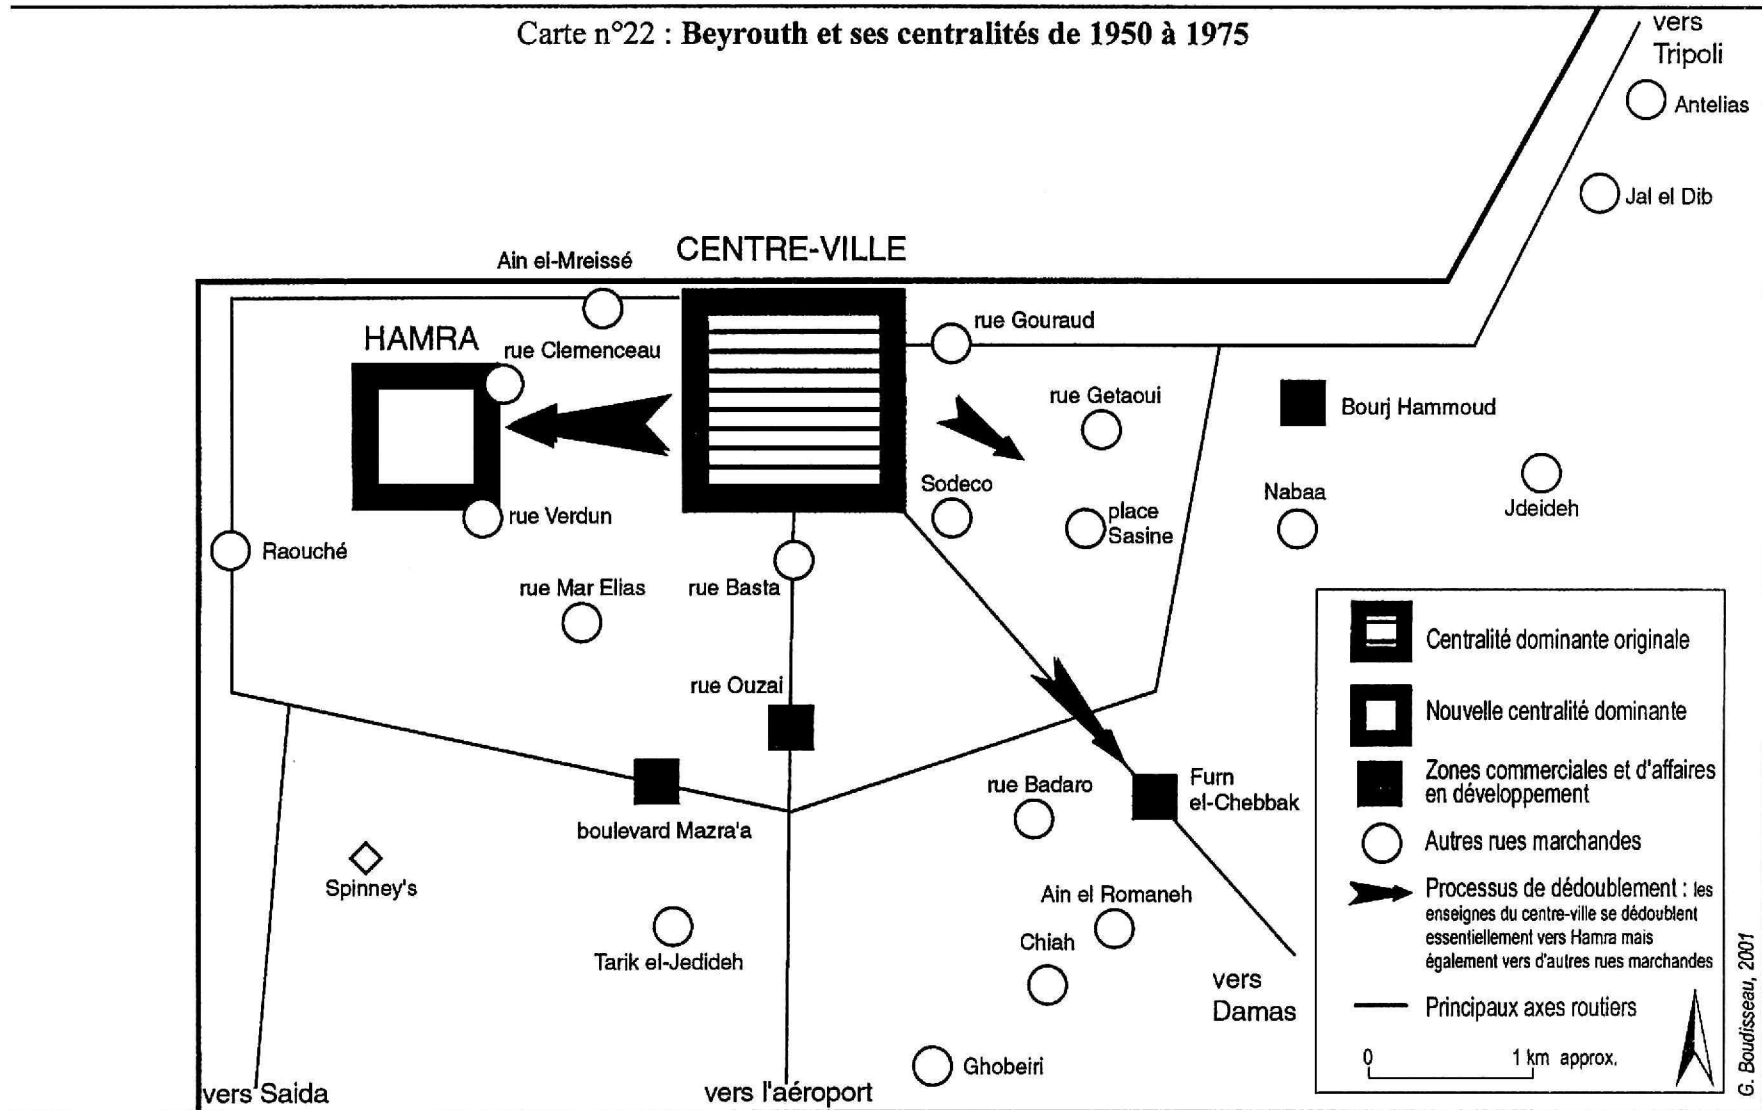 Carte n°22 : Beyrouth et ses centralités de 1950 à 1975
vers
Tripoli
Antelias
Jal el Dib
CENTRE-VILLE
Ain el-Mreissé
HAMRA
rue Clemenceau
rue Gouraud
rue Getaoui
Bourj Hammoud
Sodeco
place
Sasine
Nabaa
Jdeideh
rue Verdun
Raouché
rue Mar Elias
rue Basta
rue Ouzai
boulevard Mazra'a
rue Badaro
Furn
el-Chebbak
Spinney's
Ain el Romaneh
Tarik el-Jedideh
Chiah
vers
Damas
Ghobeiri
vers Saida
vers l'aéroport
Centralité dominante originale
Nouvelle centralité dominante
Zones commerciales et d'affaires
en développement
Autres rues marchandes
Processus de dédoublement : les
enseignes du centre-ville se dédoublent
essentiellement vers Hamra mais
également vers d'autres rues marchandes
Principaux axes routiers
0 1 km approx.
G. Boudisseau, 2001